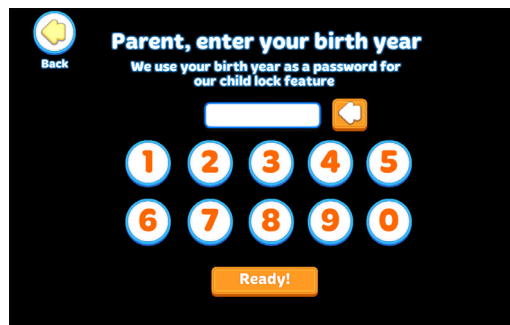 Back
Parent, enter your birth year
We use your birth year as a password for
our child lock feature
1 2 3 4 5
6 7 8 9 0
Ready!